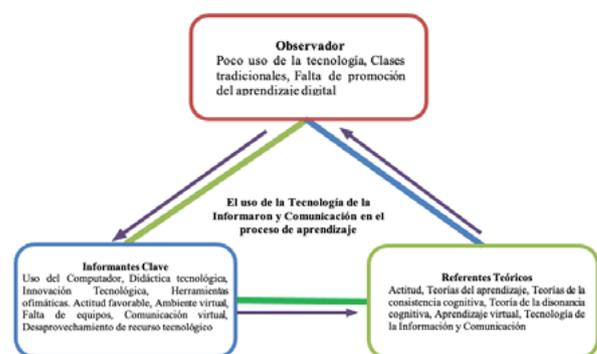 Observador
Poco uso de la tecnología, Clases
tradicionales, Falta de promoción
del aprendizaje digital
El uso de la Tecnología de la
Informaron y Comunicación en el
proceso de aprendizaje
Informantes Clave
Uso del Computador, Didáctica tecnológica,
Innovación Tecnológica, Herramientas
ofimáticas. Actitud favorable, Ambiente virtual,
Falta de equipos, Comunicación virtual,
Desaprovechamiento de recurso tecnológico
Referentes Teóricos
Actitud, Teorías del aprendizaje, Teorías de la
consistencia cognitiva, Teoría de la disonancia
cognitiva, Aprendizaje virtual, Tecnología de
la Información y Comunicación